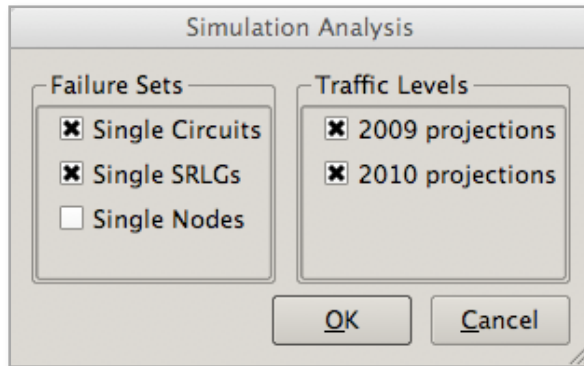 Simulation Analysis
Failure Sets
Single Circuits
Single SRLGs
Single Nodes
Traffic Levels
2009 projections
2010 projections
OK
Cancel